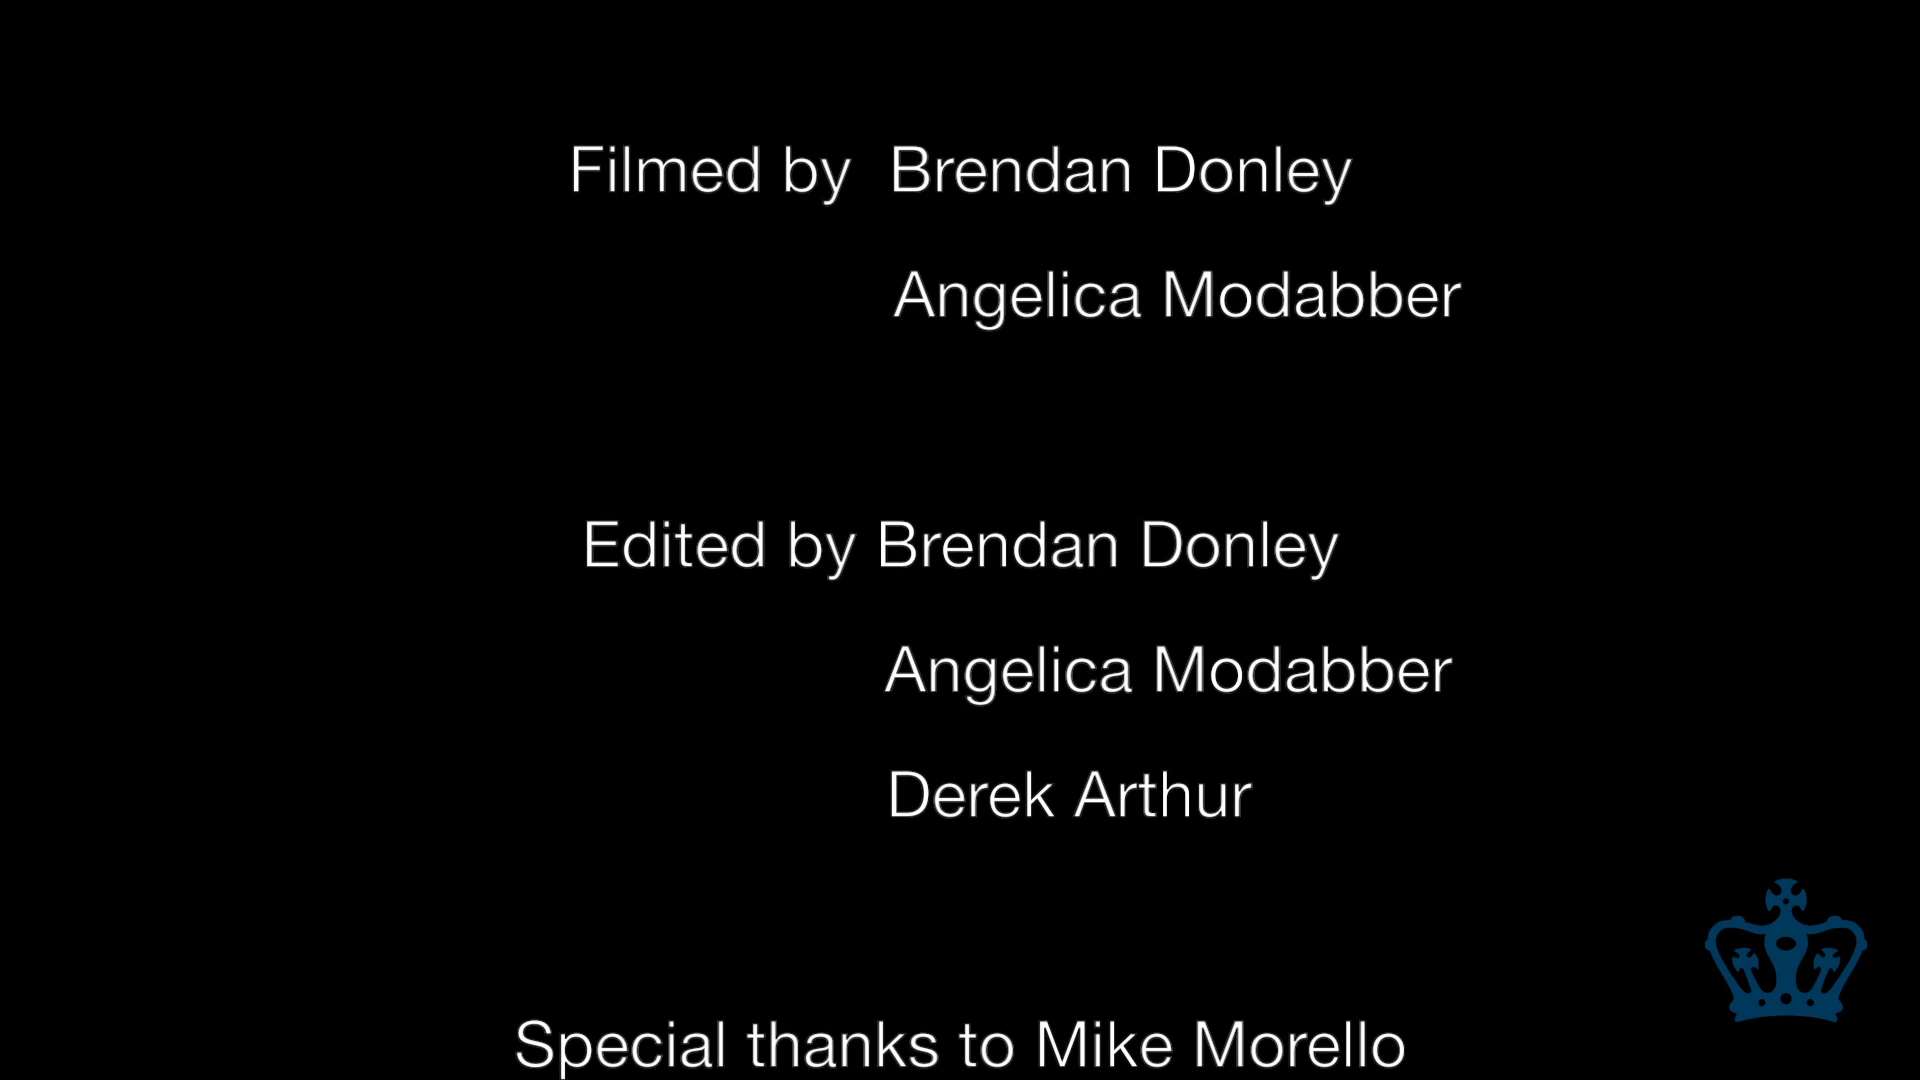 Filmed by  Brendan Donley
Angelica Modabber
Edited by Brendan Donley
Angelica Modabber
Derek Arthur
Special thanks to Mike Morello